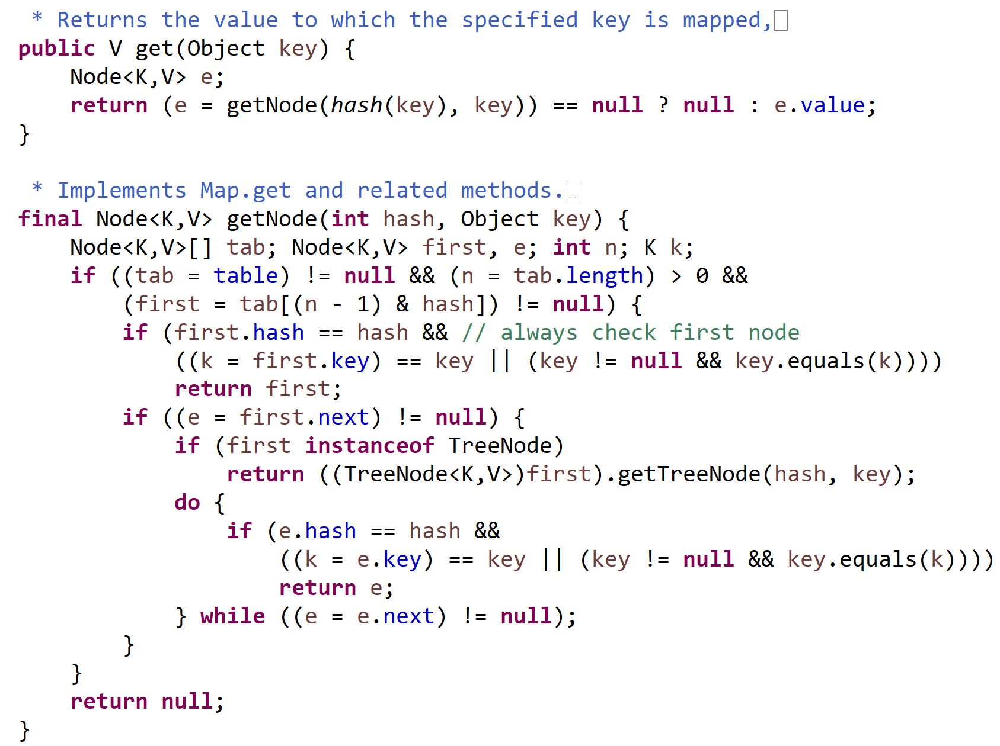 * Returns the value to which the specified key is mapped,
public V get(Object key) {
    Node<K,V> e;
    return (e = getNode(hash(key), key)) == null ? null : e.value;
}

 * Implements Map.get and related methods.
final Node<K,V> getNode(int hash, Object key) {
    Node<K,V>[] tab; Node<K,V> first, e; int n; K k;
    if ((tab = table) != null && (n = tab.length) > 0 &&
        (first = tab[(n - 1) & hash]) != null) {
        if (first.hash == hash && // always check first node
            ((k = first.key) == key || (key != null && key.equals(k))))
            return first;
        if ((e = first.next) != null) {
            if (first instanceof TreeNode)
                return ((TreeNode<K,V>)first).getTreeNode(hash, key);
            do {
                if (e.hash == hash &&
                    ((k = e.key) == key || (key != null && key.equals(k))))
                    return e;
            } while ((e = e.next) != null);
        }
    }
    return null;
}